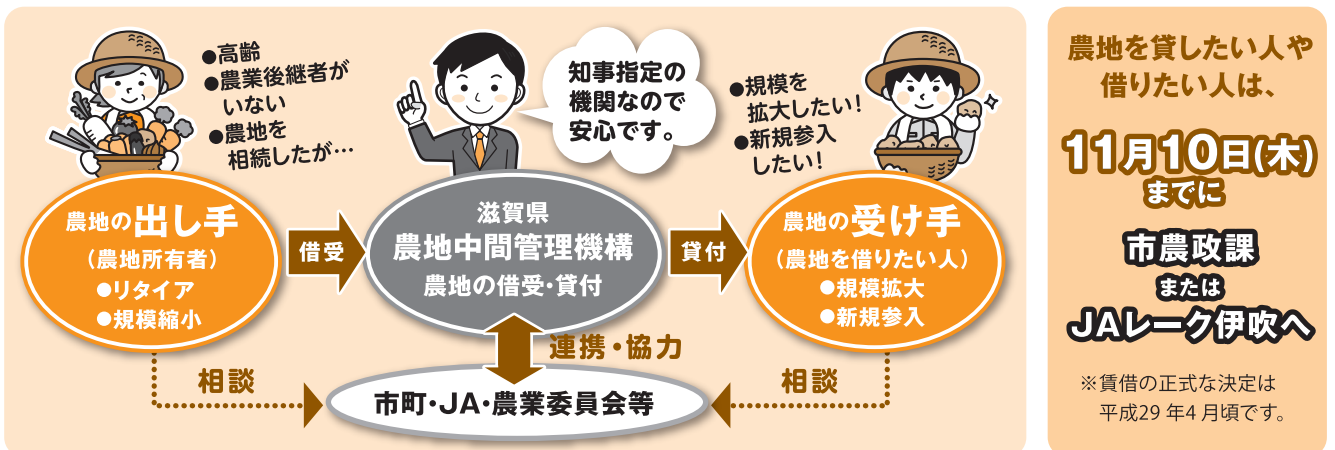 ●高齢
●農業後継者が
いない
●農地を
相続したが…
知事指定の
機関なので
安心です。
●規模を
拡大したい！
●新規参入
したい！
農地の出し手
（農地所有者）
●リタイア
●規模縮小
借受
滋賀県
農地中間管理機構
農地の借受・貸付
貸付
農地の受け手
（農地を借りたい人）
●規模拡大
●新規参入
相談
連携・協力
相談
市町・JA・農業委員会等
農地を貸したい人や
借りたい人は、
11月10日(木)
までに
市農政課
または
JAレーク伊吹へ
※賃借の正式な決定は
平成29年4月頃です。